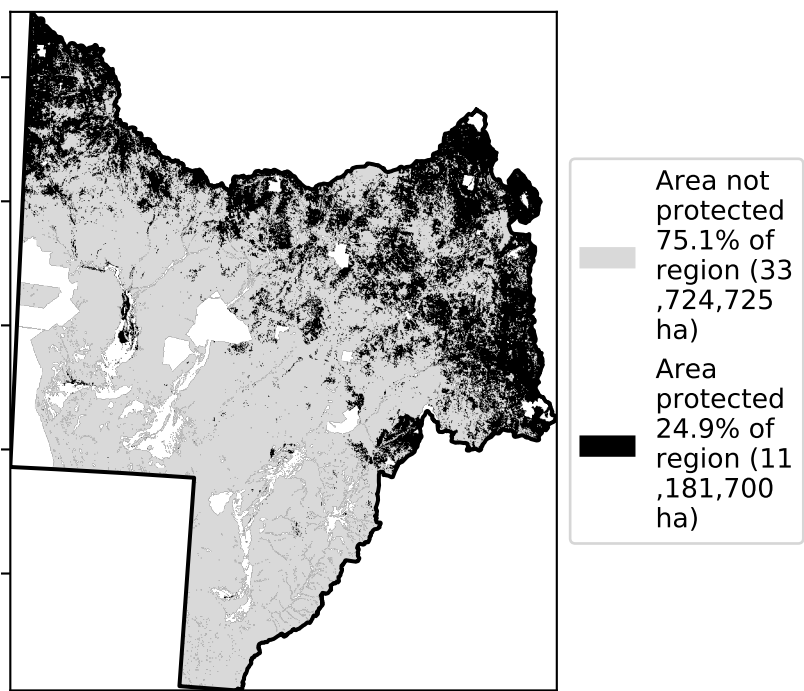 Area not
protected
75.1% of
region (33
,724,725
ha)
Area
protected
24.9% of
region (11
,181,700
ha)